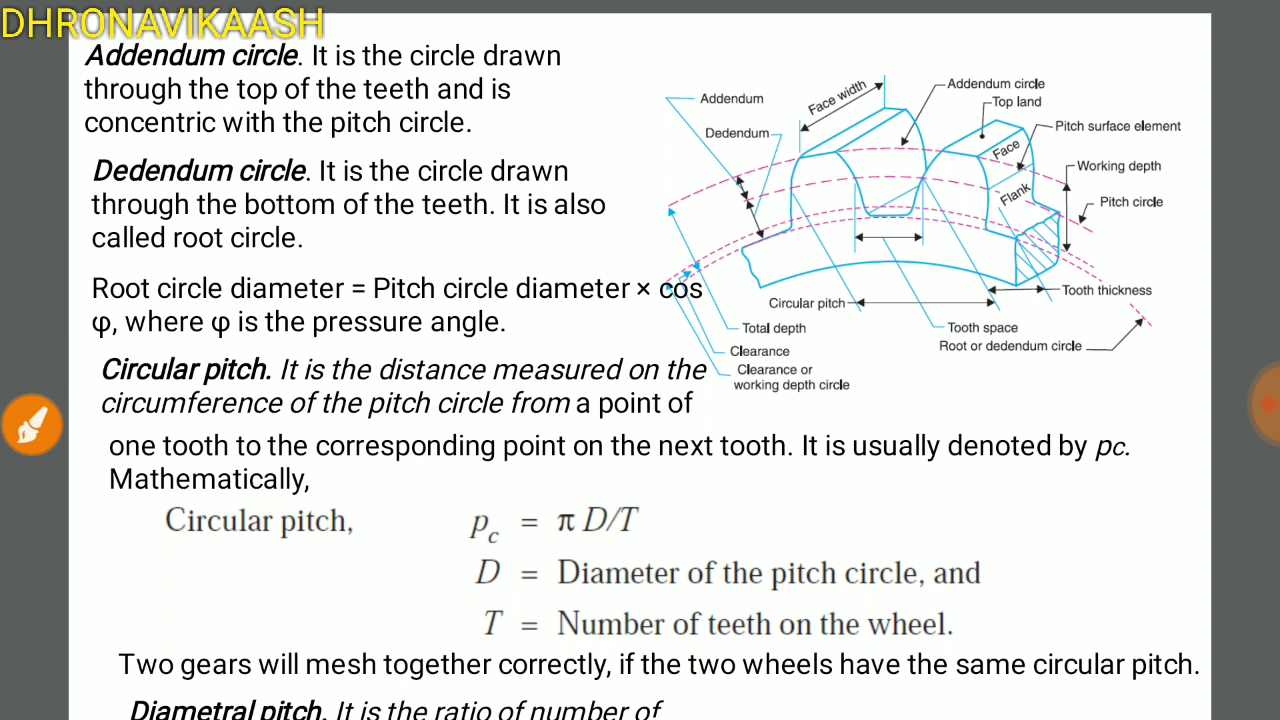 DHRONAVIKAASH
Addendum circle. It is the circle drawn
through the top of the teeth and is
concentric with the pitch circle.
Dedendum circle. It is the circle drawn
through the bottom of the teeth. It is also
called root circle.
Root circle diameter = Pitch circle diameter × cos
φ, where φ is the pressure angle.
Circular pitch. It is the distance measured on the
circumference of the pitch circle from a point of
one tooth to the corresponding point on the next tooth. It is usually denoted by pc.
Mathematically,
Circular pitch, p_c = π D/T
D = Diameter of the pitch circle, and
T = Number of teeth on the wheel.
Two gears will mesh together correctly, if the two wheels have the same circular pitch.
Diametral pitch. It is the ratio of number of
Addendum
Dedendum
Face width
Addendum circle
Top land
Pitch surface element
Face
Working depth
Flank
Pitch circle
Tooth thickness
Circular pitch
Total depth
Tooth space
Root or dedendum circle
Clearance
Clearance or
working depth circle